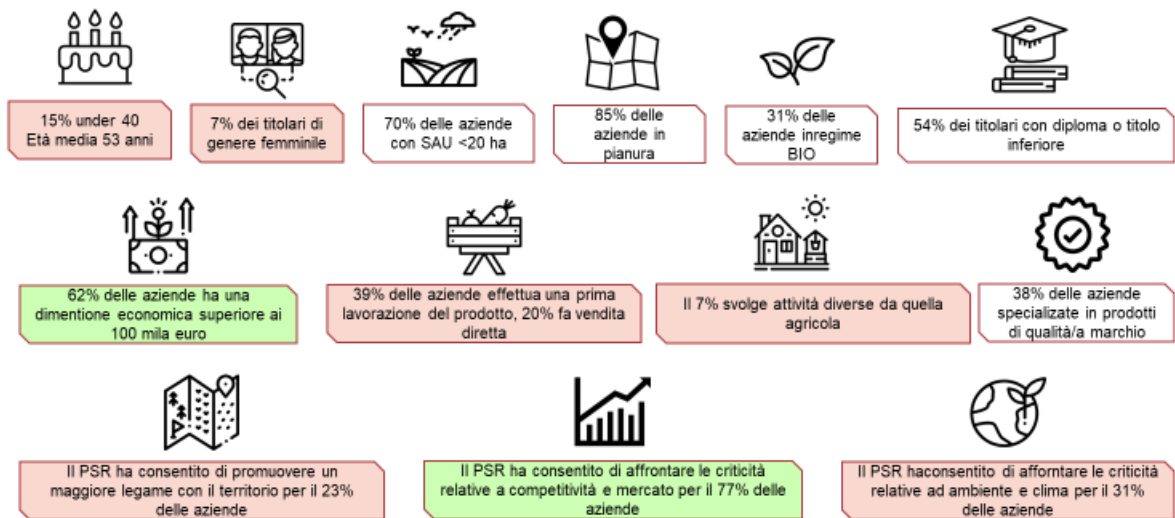 15% under 40
Età media 53 anni
7% dei titolari di
genere femminile
70% delle aziende
con SAU <20 ha
85% delle
aziende in
pianura
31% delle
aziende inregime
BIO
54% dei titolari con diploma o titolo
inferiore
62% delle aziende ha una
dimentione economica superiore ai
100 mila euro
39% delle aziende effettua una prima
lavorazione del prodotto, 20% fa vendita
diretta
Il 7% svolge attività diverse da quella
agricola
38% delle aziende
specializate in prodotti
di qualità/a marchio
Il PSR ha consentito di promuovere un
maggiore legame con il territorio per il 23%
delle aziende
Il PSR ha consentito di affrontare le criticità
relative a competitività e mercato per il 77% delle
aziende
Il PSR haconsentito di afforntare le criticità
relative ad ambiente e clima per il 31%
delle aziende